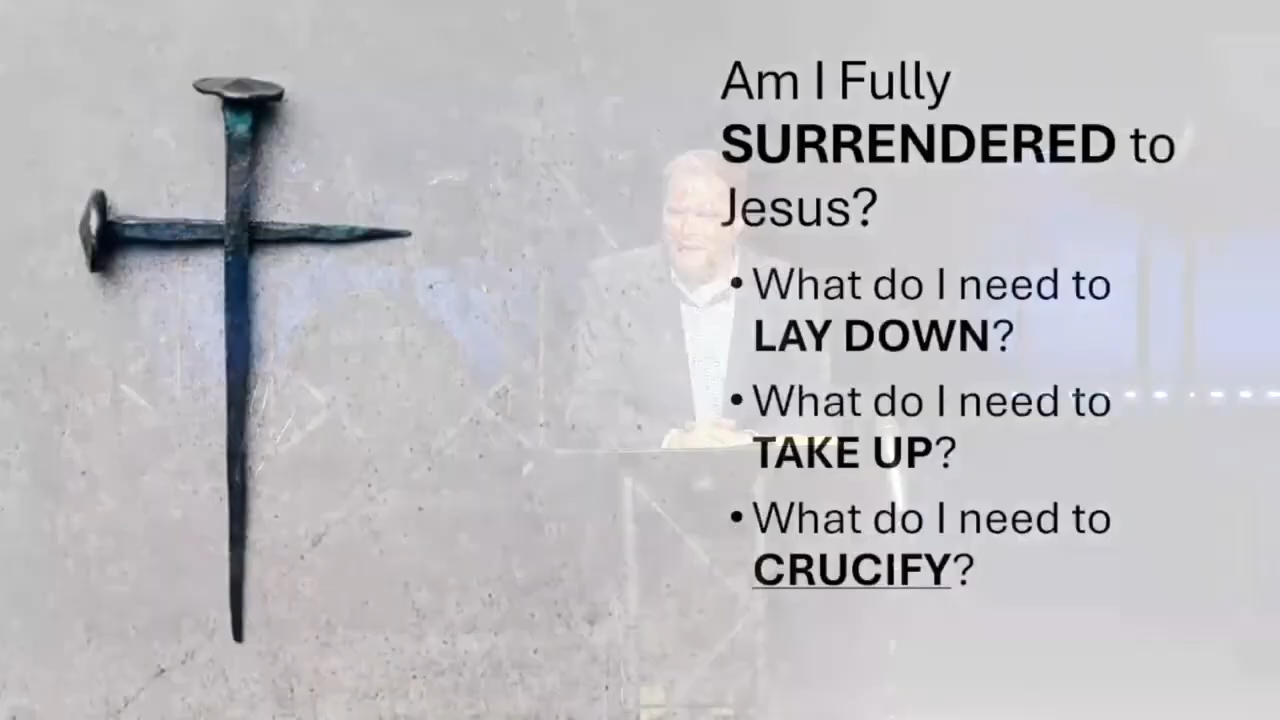 Am I Fully
SURRENDERED to
Jesus?
• What do I need to
LAY DOWN?
• What do I need to
TAKE UP?
• What do I need to
CRUCIFY?